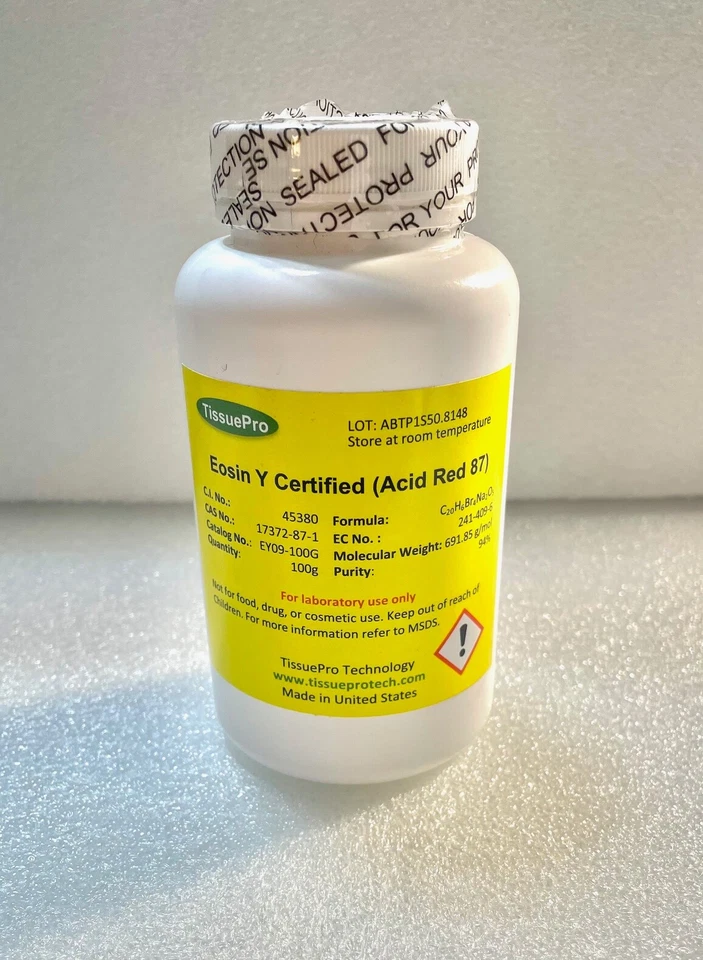 SEALED FOR
YOUR PROTECTION
TissuePro
LOT: ABTP1S50.8148
Store at room temperature
Eosin Y Certified (Acid Red 87)
C.I. No.: 45380
CAS No.: 17372-87-1
Catalog No.: EY09-100G
Quantity: 100g
Formula: C₂₀H₆Br₄Na₂O
EC No. : 241-409-6
Molecular Weight: 691.85 g/mol
Purity: 94%
For laboratory use only
Not for food, drug, or cosmetic use. Keep out of reach of
Children. For more information refer to MSDS.
!
TissuePro Technology
www.tissueprotech.com
Made in United States